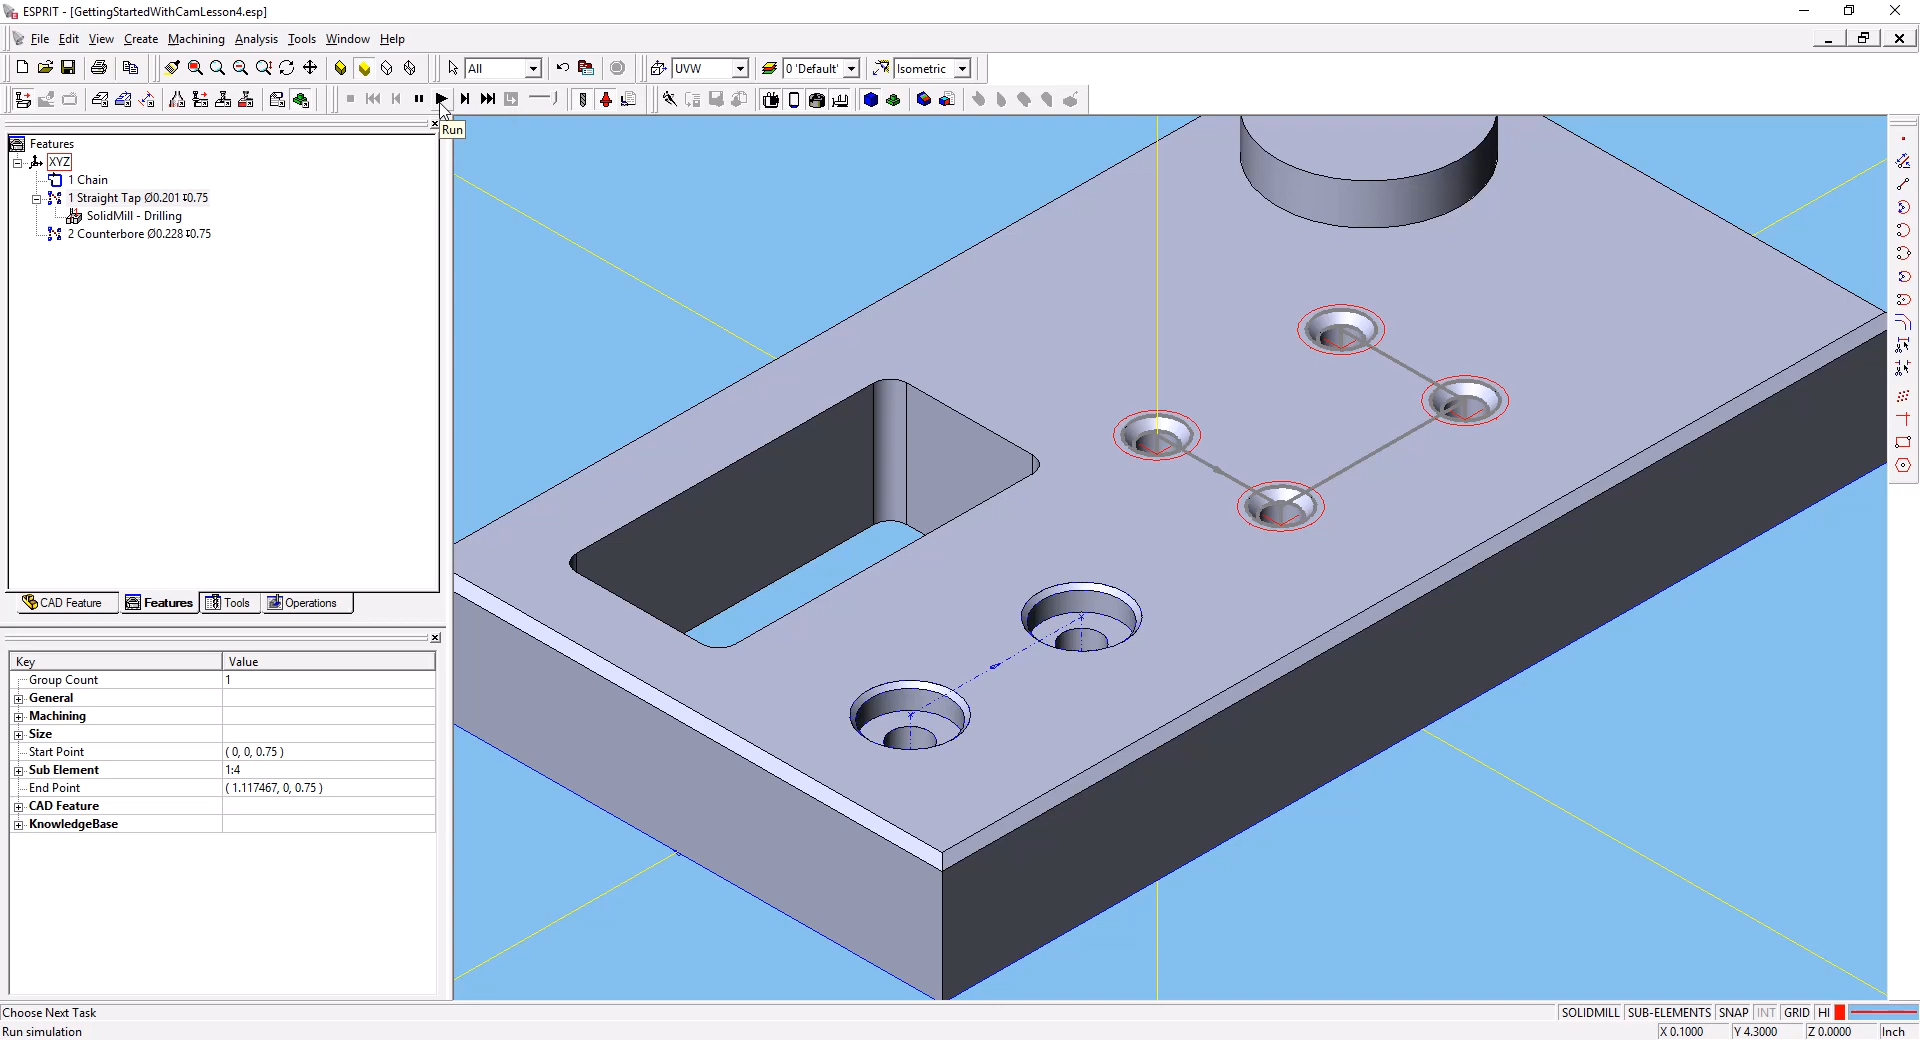 ESPRIT - [GettingStartedWithCamLesson4.esp]
File Edit View Create Machining Analysis Tools Window Help
All UVW 0 'Default' Isometric
Run
Features
XYZ
1 Chain
1 Straight Tap Ø0.201 ↧0.75
SolidMill - Drilling
2 Counterbore Ø0.228 ↧0.75
CAD Feature Features Tools Operations
Key Value
Group Count 1
General
Machining
Size
Start Point ( 0, 0, 0.75 )
Sub Element 1:4
End Point ( 1.117467, 0, 0.75 )
CAD Feature
KnowledgeBase
Choose Next Task SOLIDMILL SUB-ELEMENTS SNAP INT GRID HI
Run simulation X 0.1000 Y 4.3000 Z 0.0000 Inch